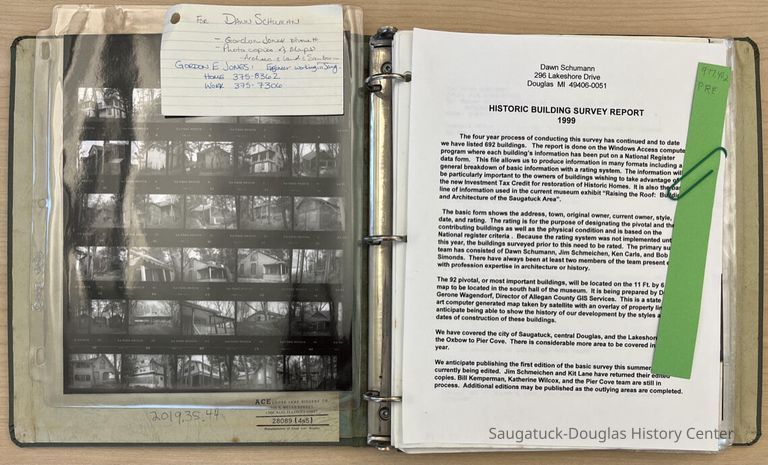 For DAWN SCHUMAN
- Gordon Jones
- Photo copies of Maps
GORDON E JONES!
HOME 375-8362
WORK 375-7306
2019.35.44
ACE
28089 (4x5)
977.412
PRE
Dawn Schumann
296 Lakeshore Drive
Douglas MI 49406-0051
HISTORIC BUILDING SURVEY REPORT
1999
The four year process of conducting this survey has continued and to date
we have listed 692 buildings. The report is done on the Windows Access compute
program where each building's information has been put on a National Register
data form. This file allows us to produce information in many formats including a
general breakdown of basic information with a rating system. The information will
be particularly important to the owners of buildings wishing to take advantage of
the new Investment Tax Credit for restoration of Historic Homes. It is also the bas
line of information used in the current museum exhibit "Raising the Roof: Buildin
and Architecture of the Saugatuck Area".
The basic form shows the address, town, original owner, current owner, style,
date, and rating. The rating is for the purpose of designating the pivotal and the
contributing buildings as well as the physical condition and is based on the
National register criteria . Because the rating system was not implemented unt
this year, the buildings surveyed prior to this need to be rated. The primary su
team has consisted of Dawn Schumann, Jim Schmeichen, Ken Carls, and Bob
Simonds. There have always been at least two members of the team present
with profession expertize in architecture or history.
The 92 pivotal, or most important buildings, will be located on the 11 Ft. by 6
map to be located in the south hall of the museum. It is being prepared by D
Gerone Wagendorf, Director of Allegan County GIS Services. This is a state
art computer generated map taken by satellite with an overlay of property lin
anticipate being able to show the history of our development by the styles a
dates of construction of these buildings.
We have covered the city of Saugatuck, central Douglas, and the Lakeshor
the Oxbow to Pier Cove. There is considerable more area to be covered in
year.
We anticipate publishing the first edition of the basic survey this summer
currently being edited. Jim Schmeichen and Kit Lane have returned their edited
copies. Bill Kemperman, Katherine Wilcox, and the Pier Cove team are still in
process. Additional editions may be published as the outlying areas are completed.
Saugatuck-Douglas History Center